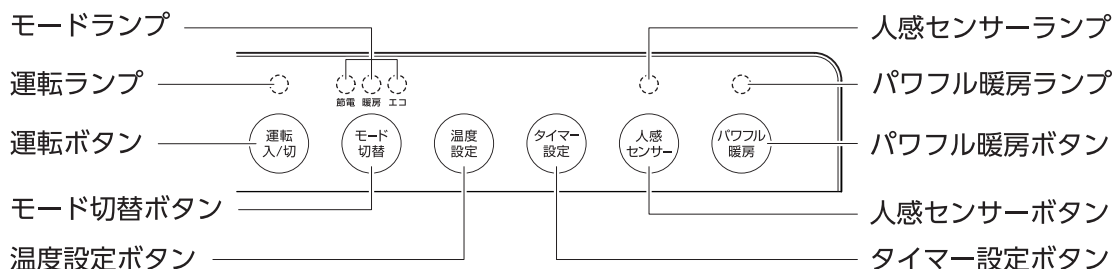 モードランプ
人感センサーランプ
運転ランプ
パワフル暖房ランプ
節電 暖房 エコ
運転ボタン
運転
入/切
モード
切替
温度
設定
タイマー
設定
人感
センサー
パワフル
暖房
パワフル暖房ボタン
モード切替ボタン
人感センサーボタン
温度設定ボタン
タイマー設定ボタン